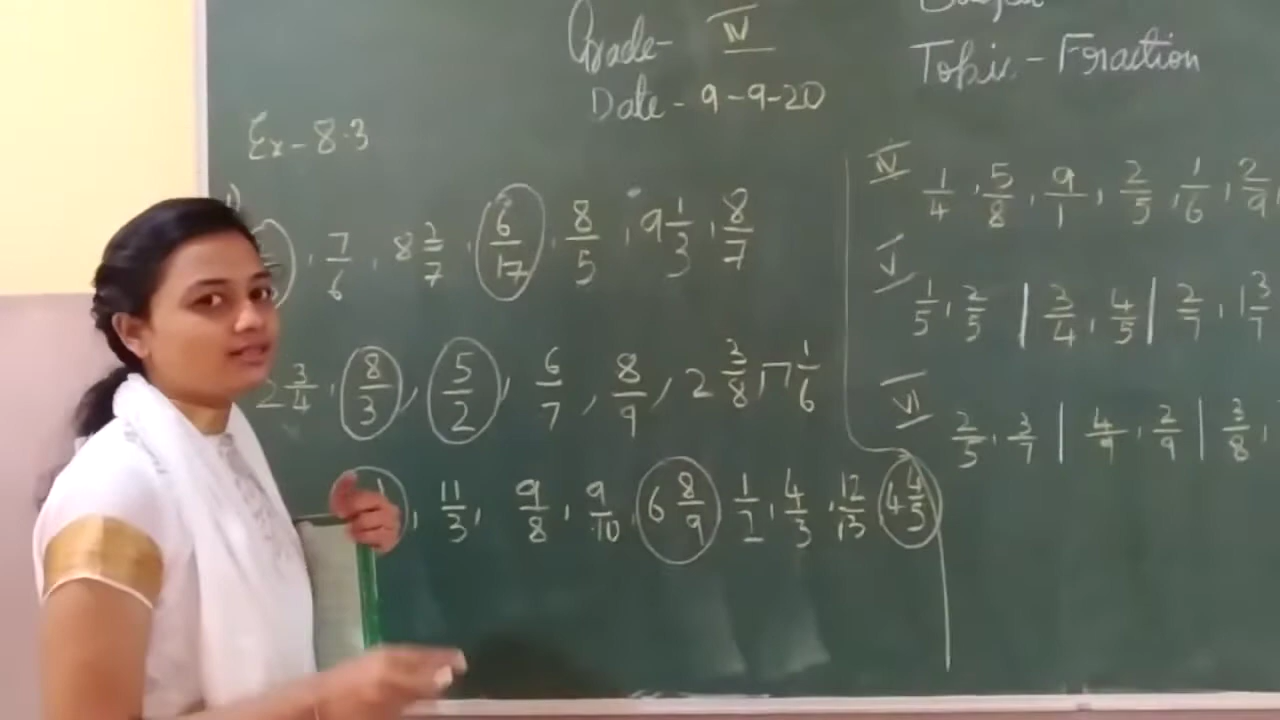 Grade- IV
Date - 9-9-20
Topic - Fraction
Ex- 8.3
1)
7/6, 8 2/7, 6/17, 8/5, 9 1/3, 8/7
2 3/4, 8/3, 5/2, 6/7, 8/9, 2 3/8, 17 1/6
11/3, 9/8, 9/10, 6 8/9, 1/2, 4/3, 12/13, 4 4/5
IV
1/4, 5/8, 9/1, 2/5, 1/6, 2/9
V
1/5, 2/5 | 3/4, 4/5 | 2/7, 1 3/7
VI
2/5, 3/7 | 4/9, 2/9 | 3/8,